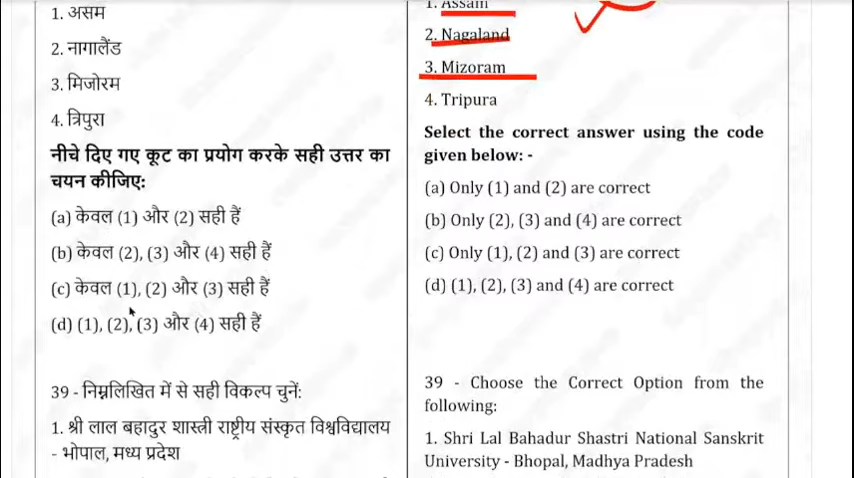 1. असम
2. नागालैंड
3. मिजोरम
4. त्रिपुरा
नीचे दिए गए कूट का प्रयोग करके सही उत्तर का
चयन कीजिए:
(a) केवल (1) और (2) सही हैं
(b) केवल (2), (3) और (4) सही हैं
(c) केवल (1), (2) और (3) सही हैं
(d) (1), (2), (3) और (4) सही हैं
39 - निम्नलिखित में से सही विकल्प चुनें:
1. श्री लाल बहादुर शास्त्री राष्ट्रीय संस्कृत विश्वविद्यालय
- भोपाल, मध्य प्रदेश
1. Assam
2. Nagaland
3. Mizoram
4. Tripura
Select the correct answer using the code
given below: -
(a) Only (1) and (2) are correct
(b) Only (2), (3) and (4) are correct
(c) Only (1), (2) and (3) are correct
(d) (1), (2), (3) and (4) are correct
39 - Choose the Correct Option from the
following:
1. Shri Lal Bahadur Shastri National Sanskrit
University - Bhopal, Madhya Pradesh